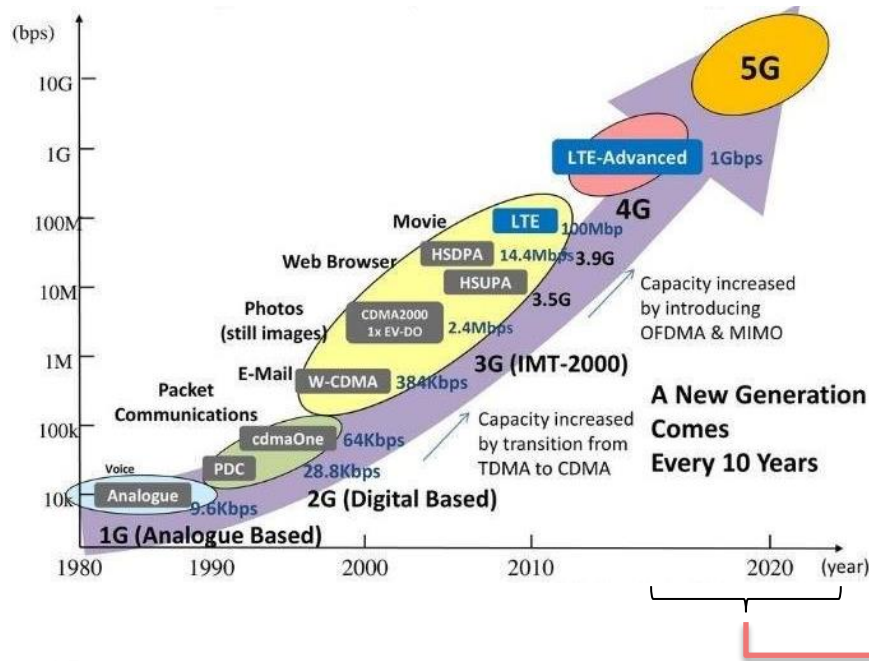 (bps)
10G
1G
100M
10M
1M
100k
10k
5G
LTE-Advanced
1Gbps
4G
Movie
LTE
100Mbp
HSDPA
14.4Mbps
3.9G
Web Browser
HSUPA
3.5G
Photos
(still images)
CDMA2000
1x EV-DO
2.4Mbps
E-Mail
W-CDMA
384Kbps
3G (IMT-2000)
Capacity increased
by introducing
OFDMA & MIMO
Packet
Communications
cdmaOne
64Kbps
PDC
28.8Kbps
2G (Digital Based)
Capacity increased
by transition from
TDMA to CDMA
A New Generation
Comes
Every 10 Years
Voice
Analogue
9.6Kbps
1G (Analogue Based)
1980
1990
2000
2010
2020
(year)